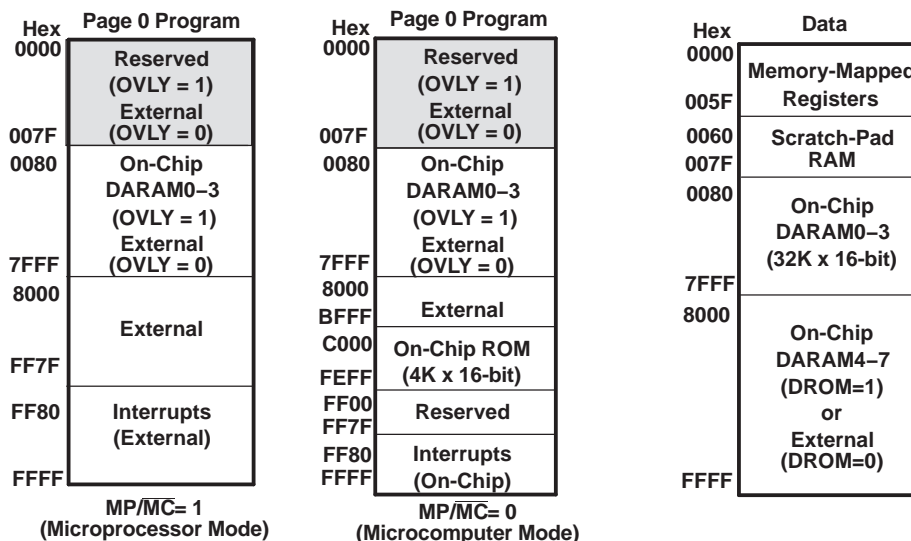 Hex
Page 0 Program
0000
Reserved
(OVLY = 1)
External
(OVLY = 0)
007F
0080
On-Chip
DARAM0–3
(OVLY = 1)
External
(OVLY = 0)
7FFF
8000
External
FF7F
FF80
Interrupts
(External)
FFFF
MP/MC= 1
(Microprocessor Mode)
Hex
Page 0 Program
0000
Reserved
(OVLY = 1)
External
(OVLY = 0)
007F
0080
On-Chip
DARAM0–3
(OVLY = 1)
External
(OVLY = 0)
7FFF
8000
External
BFFF
C000
On-Chip ROM
(4K x 16-bit)
FEFF
FF00
Reserved
FF7F
FF80
Interrupts
(On-Chip)
FFFF
MP/MC= 0
(Microcomputer Mode)
Hex
Data
0000
Memory-Mapped
Registers
005F
0060
Scratch-Pad
RAM
007F
0080
On-Chip
DARAM0–3
(32K x 16-bit)
7FFF
8000
On-Chip
DARAM4–7
(DROM=1)
or
External
(DROM=0)
FFFF